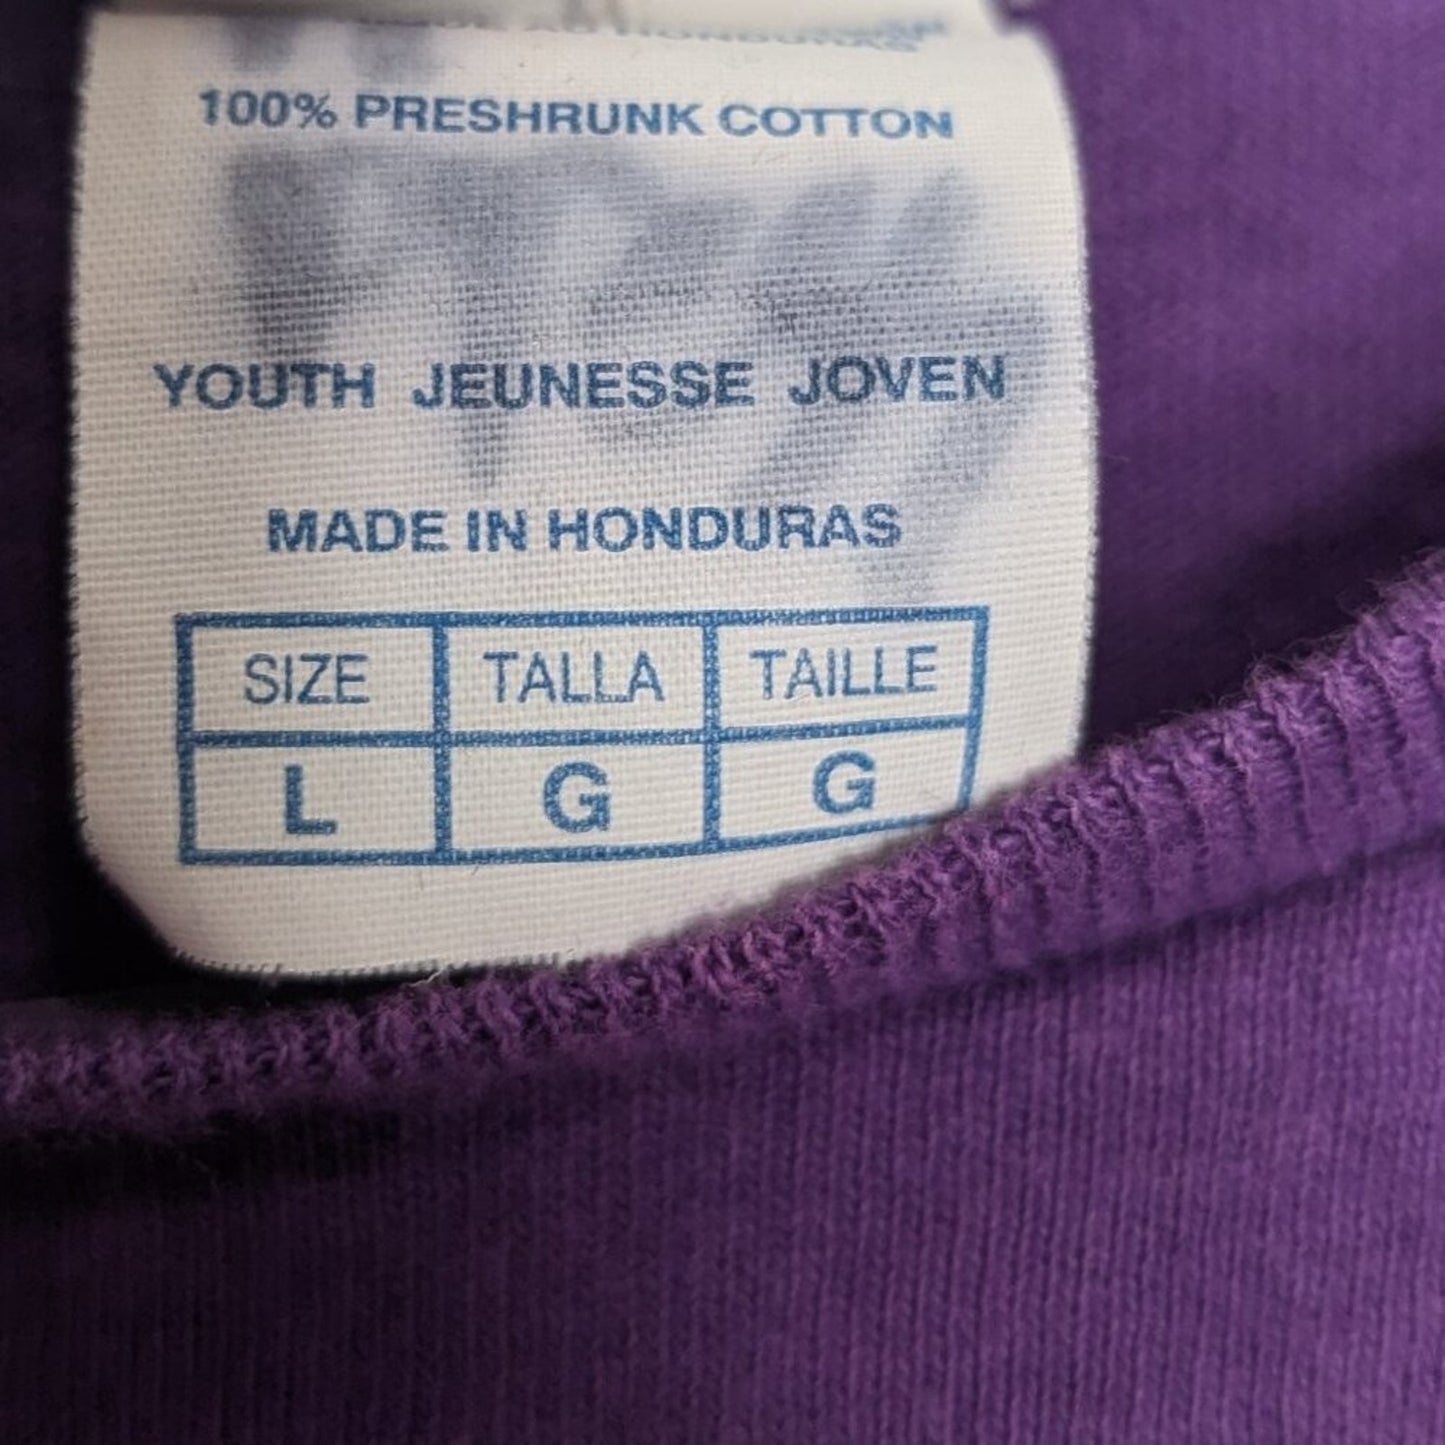 100% PRESHRUNK COTTON
YOUTH JEUNESSE JOVEN
MADE IN HONDURAS
SIZE TALLA TAILLE
L G G